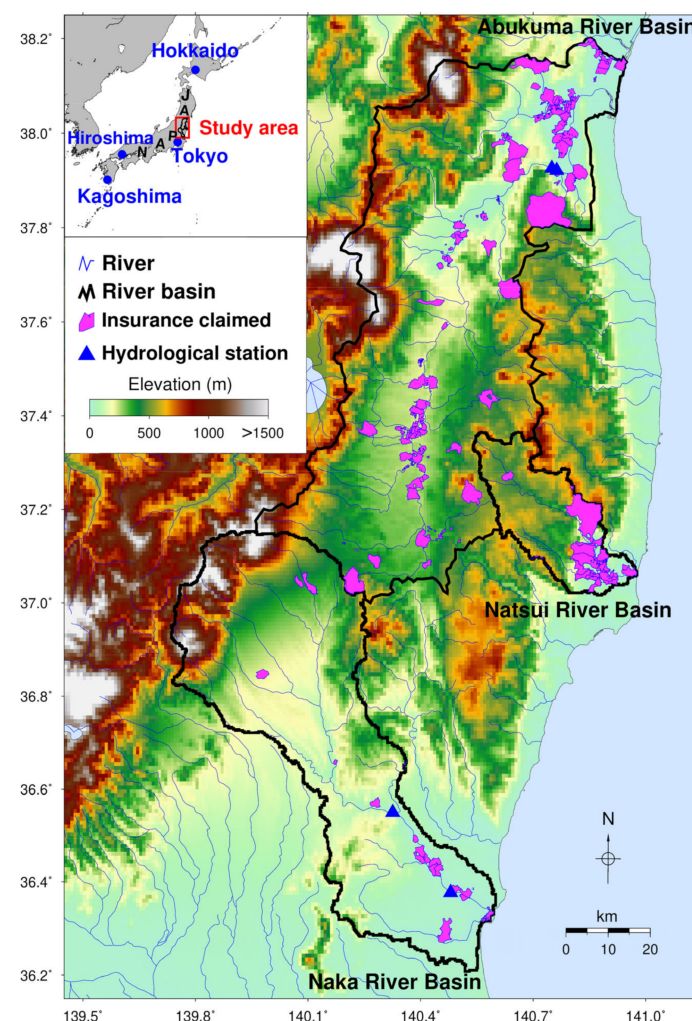 Abukuma River Basin
38.2˚
38.0˚
37.8˚
37.6˚
37.4˚
37.2˚
37.0˚
36.8˚
36.6˚
36.4˚
36.2˚
Hokkaido
J
A
P
A
N
Study area
Hiroshima
Tokyo
Kagoshima
River
River basin
Insurance claimed
Hydrological station
Elevation (m)
0 500 1000 >1500
Natsui River Basin
N
km
0 10 20
Naka River Basin
139.5˚ 139.8˚ 140.1˚ 140.4˚ 140.7˚ 141.0˚